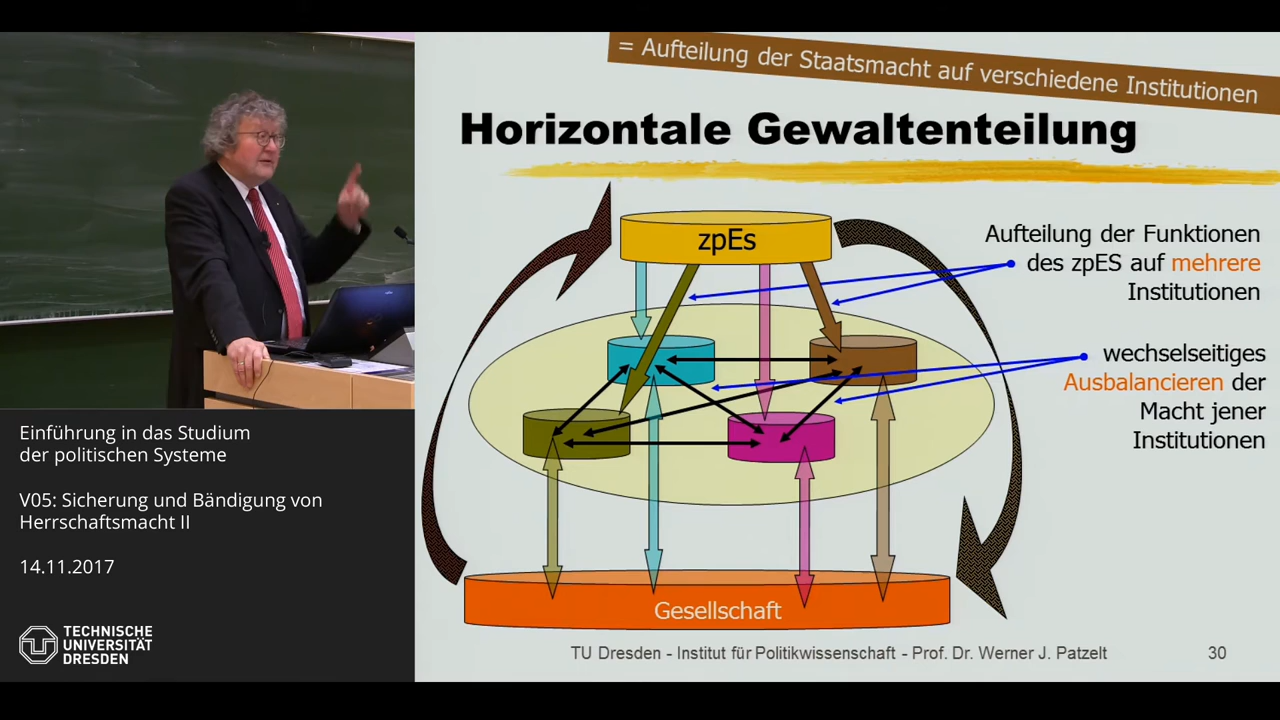 = Aufteilung der Staatsmacht auf verschiedene Institutionen
Horizontale Gewaltenteilung
zpEs
Aufteilung der Funktionen
des zpES auf mehrere
Institutionen
wechselseitiges
Ausbalancieren der
Macht jener
Institutionen
Gesellschaft
TU Dresden - Institut für Politikwissenschaft - Prof. Dr. Werner J. Patzelt
30
Einführung in das Studium
der politischen Systeme
V05: Sicherung und Bändigung von
Herrschaftsmacht II
14.11.2017
TECHNISCHE
UNIVERSITÄT
DRESDEN